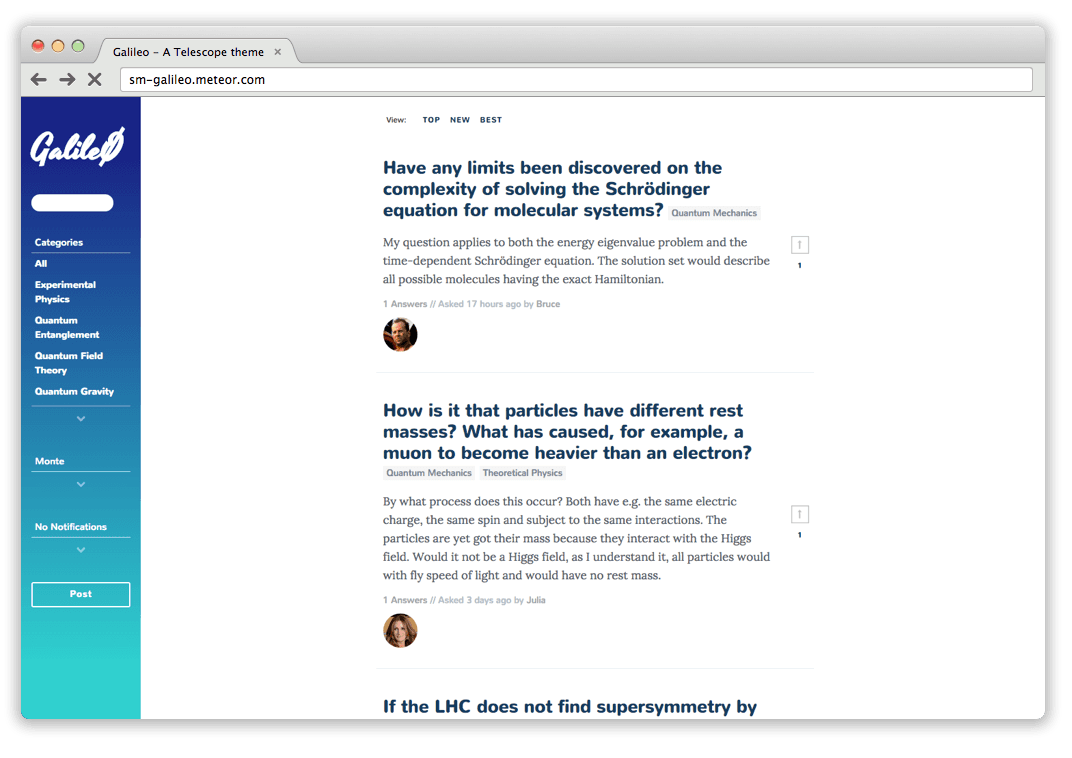 Galileo – A Telescope theme
sm-galileo.meteor.com
Galileo
Categories
All
Experimental
Physics
Quantum
Entanglement
Quantum Field
Theory
Quantum Gravity
Monte
No Notifications
Post
View: TOP NEW BEST
Have any limits been discovered on the
complexity of solving the Schrödinger
equation for molecular systems? Quantum Mechanics
My question applies to both the energy eigenvalue problem and the
time-dependent Schrödinger equation. The solution set would describe
all possible molecules having the exact Hamiltonian.
1
1 Answers // Asked 17 hours ago by Bruce
How is it that particles have different rest
masses? What has caused, for example, a
muon to become heavier than an electron?
Quantum Mechanics Theoretical Physics
By what process does this occur? Both have e.g. the same electric
charge, the same spin and subject to the same interactions. The
particles are yet got their mass because they interact with the Higgs
field. Would it not be a Higgs field, as I understand it, all particles would
with fly speed of light and would have no rest mass.
1
1 Answers // Asked 3 days ago by Julia
If the LHC does not find supersymmetry by